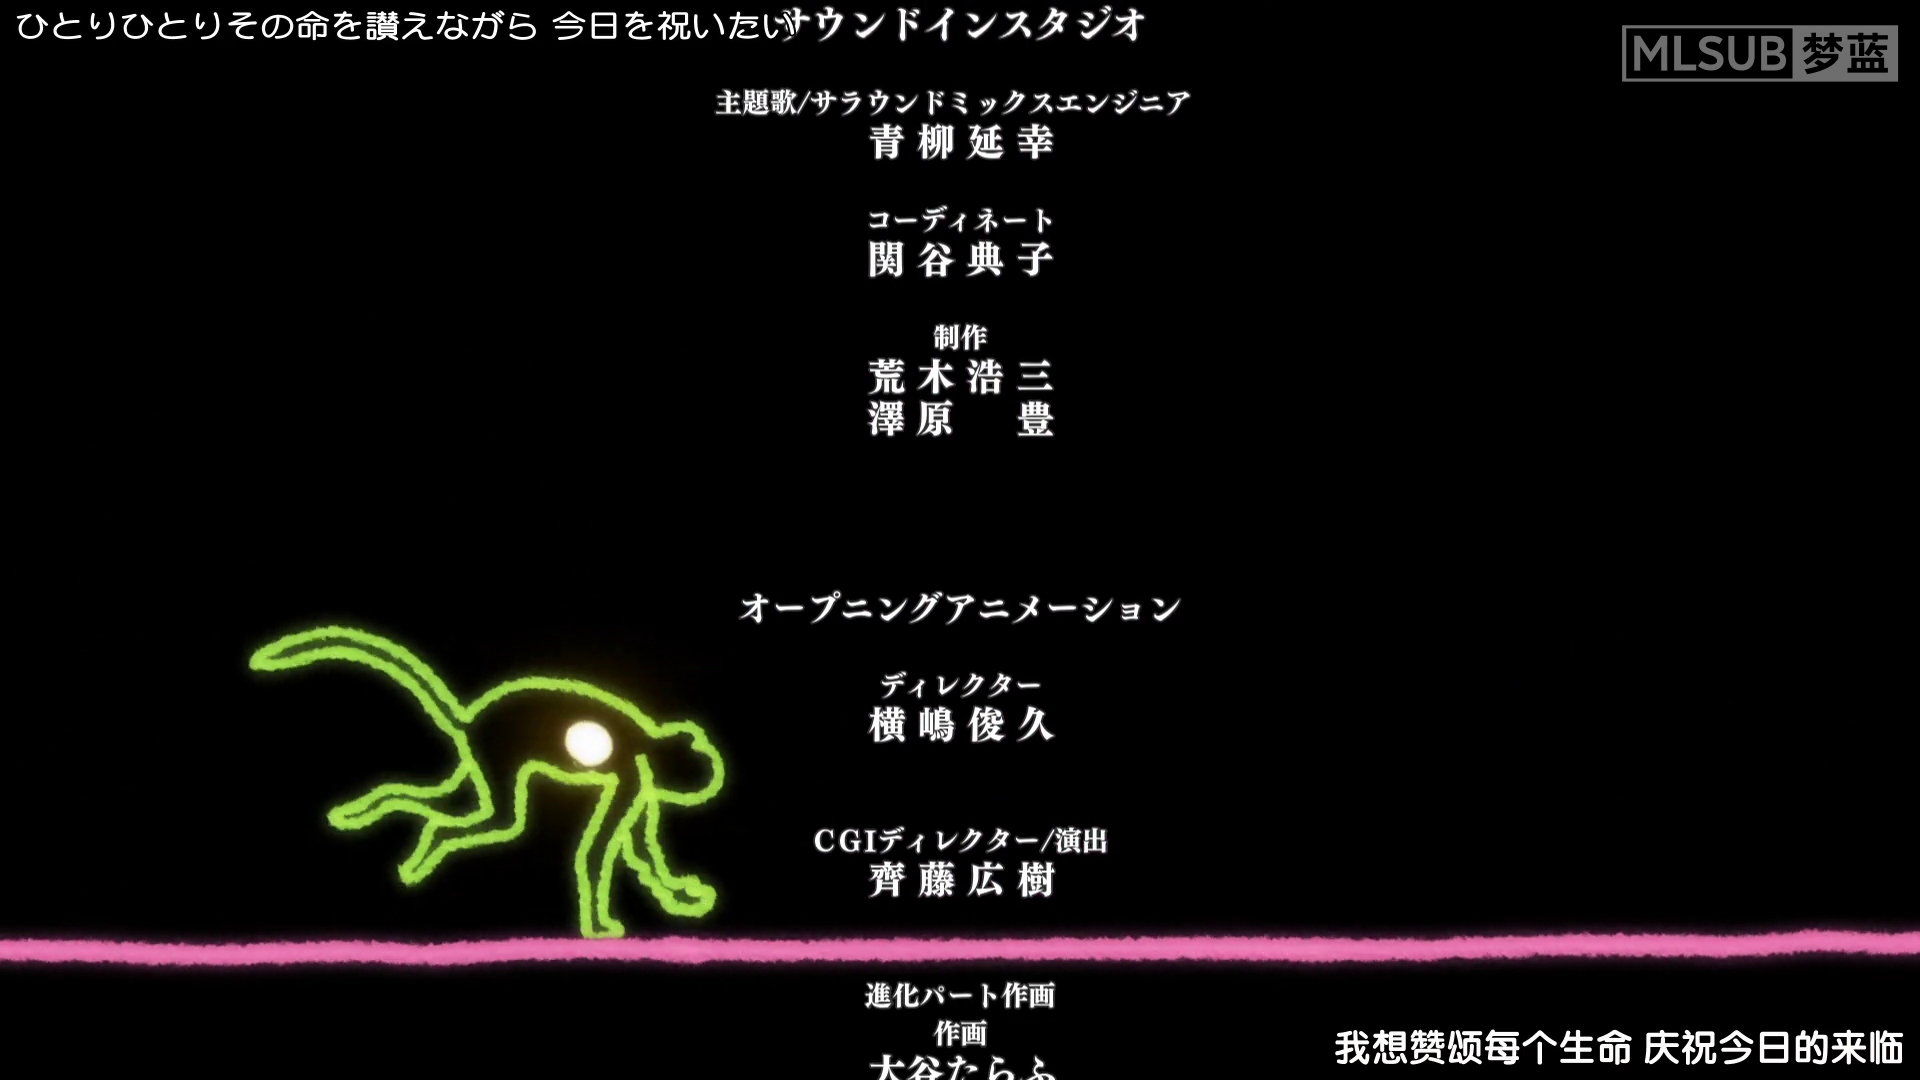 ひとりひとりその命を讃えながら 今日を祝いたい
サウンドインスタジオ
MLSUB 梦蓝
主題歌/サラウンドミックスエンジニア
青柳延幸
コーディネート
関谷典子
制作
荒木浩三
澤原 豊
オープニングアニメーション
ディレクター
横嶋俊久
CGIディレクター/演出
齊藤広樹
進化パート作画
作画
大谷たらふ
我想赞颂每个生命 庆祝今日的来临